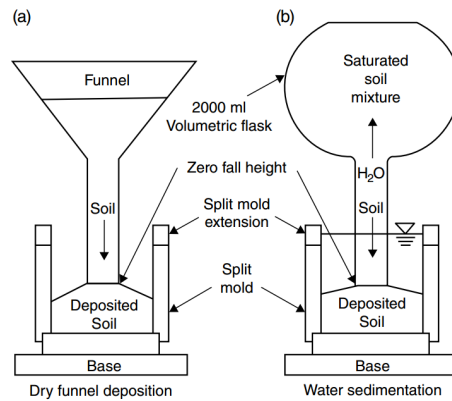 (a)
(b)
Funnel
Saturated
soil
mixture
2000 ml
Volumetric flask
Zero fall height
H2O
Soil
Split mold
extension
Soil
Split
mold
Deposited
Soil
Deposited
Soil
Base
Base
Dry funnel deposition
Water sedimentation